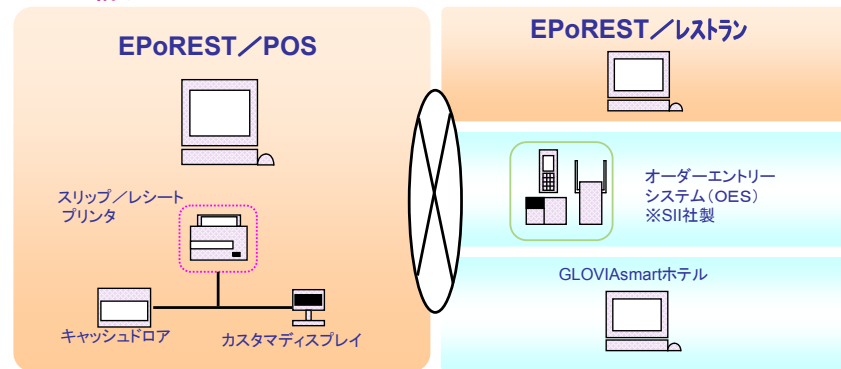 EPoREST／POS
スリップ／レシート
プリンタ
キャッシュドロア
カスタマディスプレイ
EPoREST／レストラン
オーダーエントリー
システム（OES）
※SII社製
GLOVIAsmartホテル